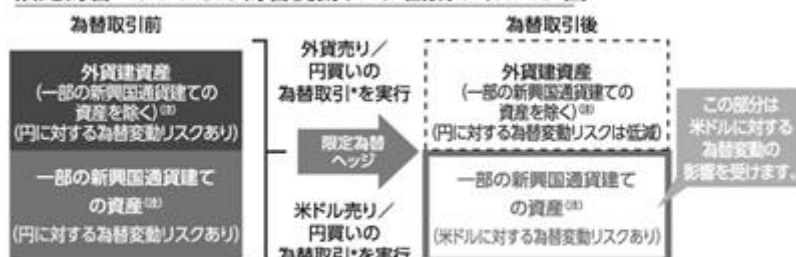 為替取引前
外貨建資産
(一部の新興国通貨建ての
資産を除く)(注)
(円に対する為替変動リスクあり)
一部の新興国通貨建て
の資産(注)
(円に対する為替変動リスクあり)
外貨売り/
円買いの
為替取引*を実行
限定為替
ヘッジ
米ドル売り/
円買いの
為替取引*を実行
為替取引後
外貨建資産
(一部の新興国通貨建ての
資産を除く)(注)
(円に対する為替変動リスクは低減)
一部の新興国通貨建て
の資産(注)
(米ドルに対する為替変動リスクあり)
この部分は
米ドルに対する
為替変動の
影響を受けます。